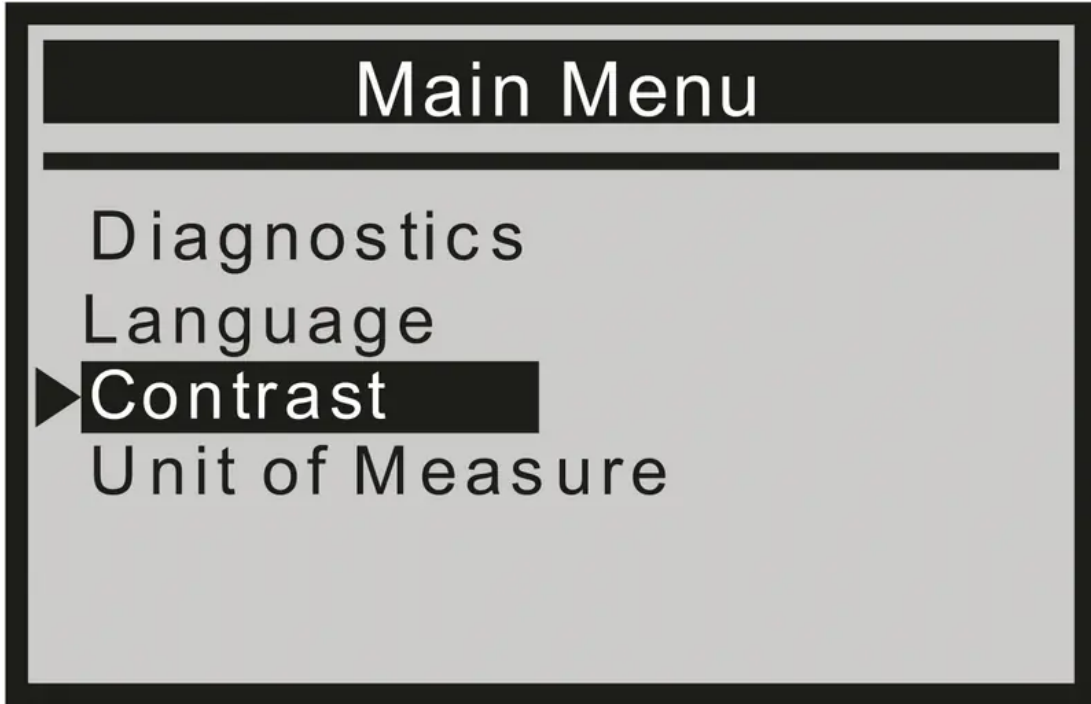 Main Menu
Diagnostics
Language
Contrast
Unit of Measure